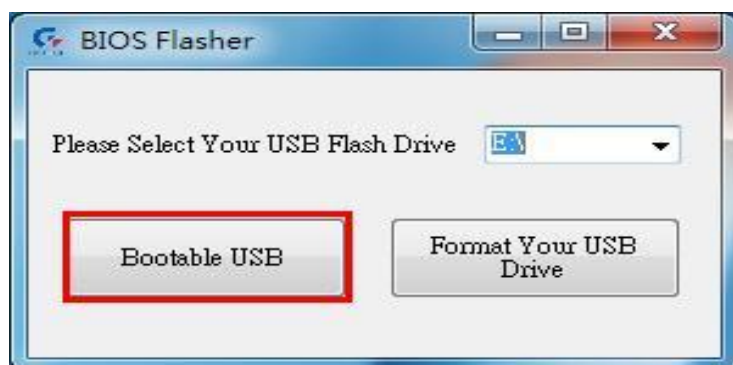 BIOS Flasher
Please Select Your USB Flash Drive E:\
Bootable USB
Format Your USB
Drive